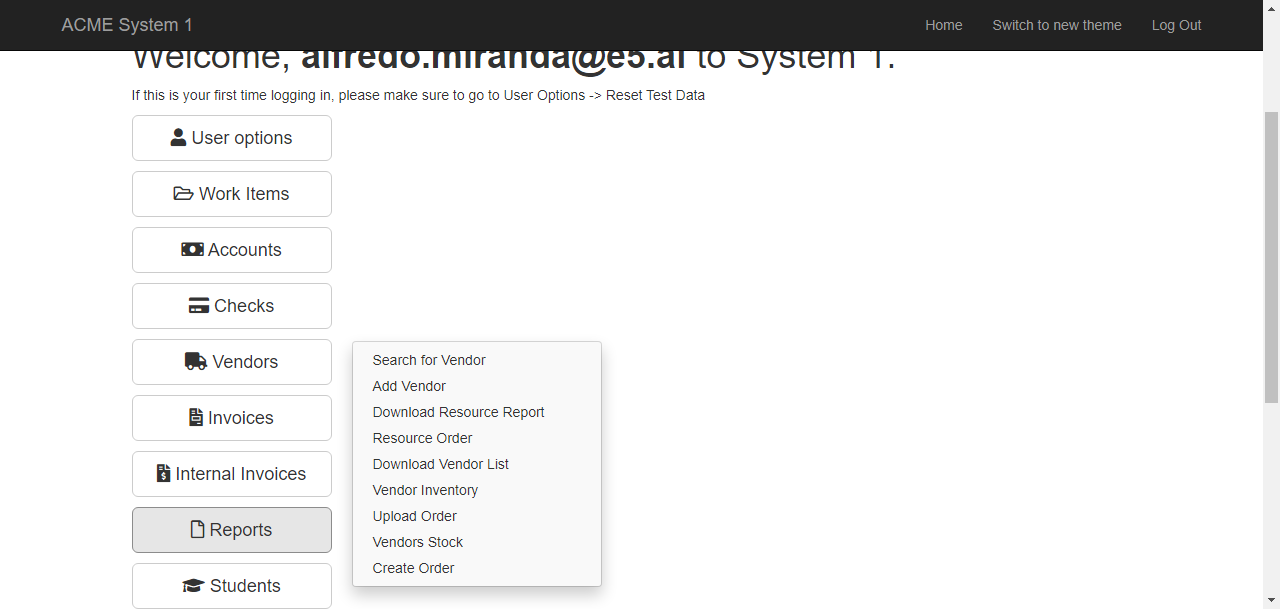 ACME System 1
Home
Switch to new theme
Log Out
Welcome, alfredo.miranda@e5.ai to System 1.
If this is your first time logging in, please make sure to go to User Options -> Reset Test Data
User options
Work Items
Accounts
Checks
Vendors
Invoices
Internal Invoices
Reports
Students
Search for Vendor
Add Vendor
Download Resource Report
Resource Order
Download Vendor List
Vendor Inventory
Upload Order
Vendors Stock
Create Order